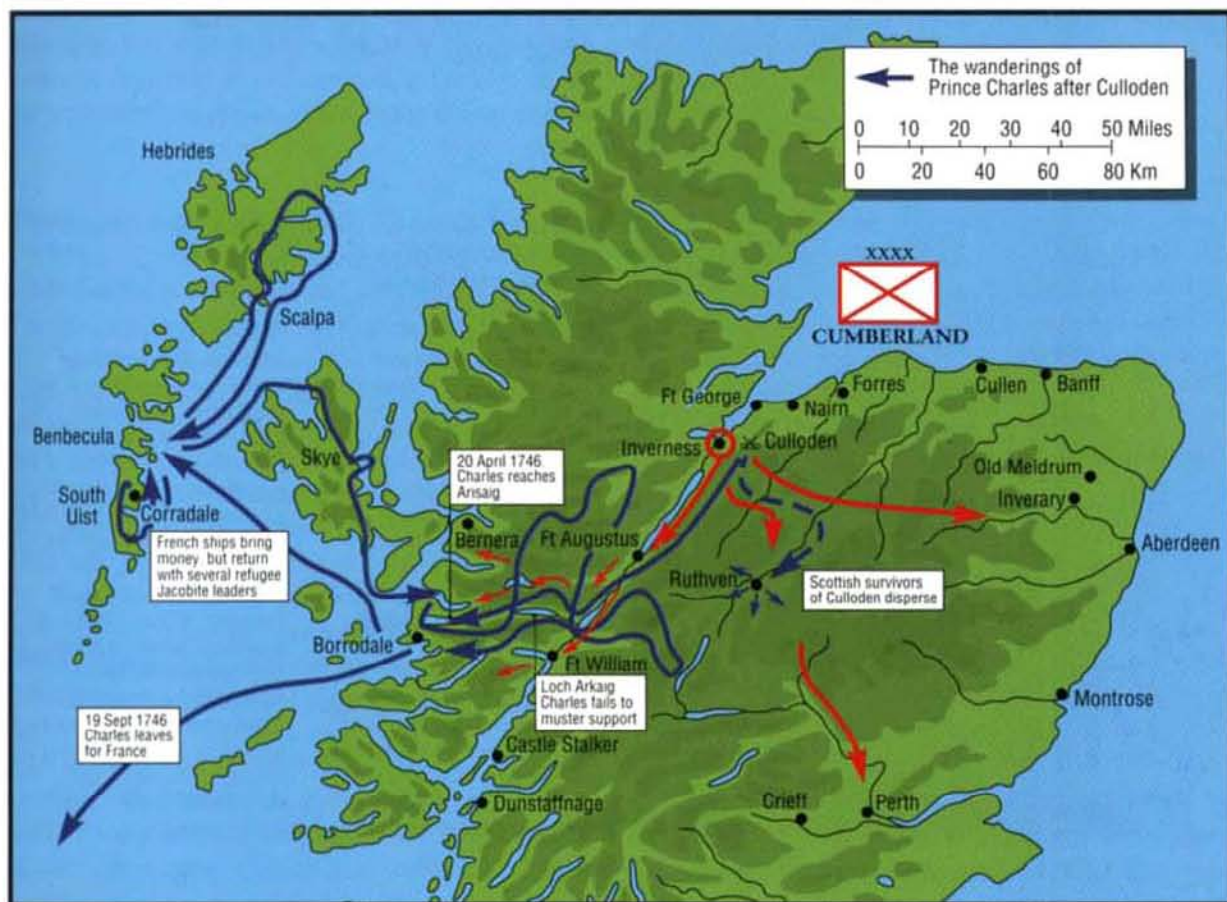 The wanderings of
Prince Charles after Culloden
0 10 20 30 40 50 Miles
0 20 40 60 80 Km
Hebrides
Scalpa
XXXX
CUMBERLAND
Cullen
Banff
Forres
Ft George
Nairn
Inverness
Culloden
Benbecula
Skye
20 April 1746.
Charles reaches
Arisaig
Old Meldrum
Inverary
South
Uist
Corradale
Bernera
Ft Augustus
Aberdeen
French ships bring
money, but return
with several refugee
Jacobite leaders
Ruthven
Scottish survivors
of Culloden disperse
Borrodale
Ft William
Loch Arkaig
Charles fails to
muster support
Montrose
19 Sept 1746
Charles leaves
for France
Castle Stalker
Dunstaffnage
Crieff
Perth